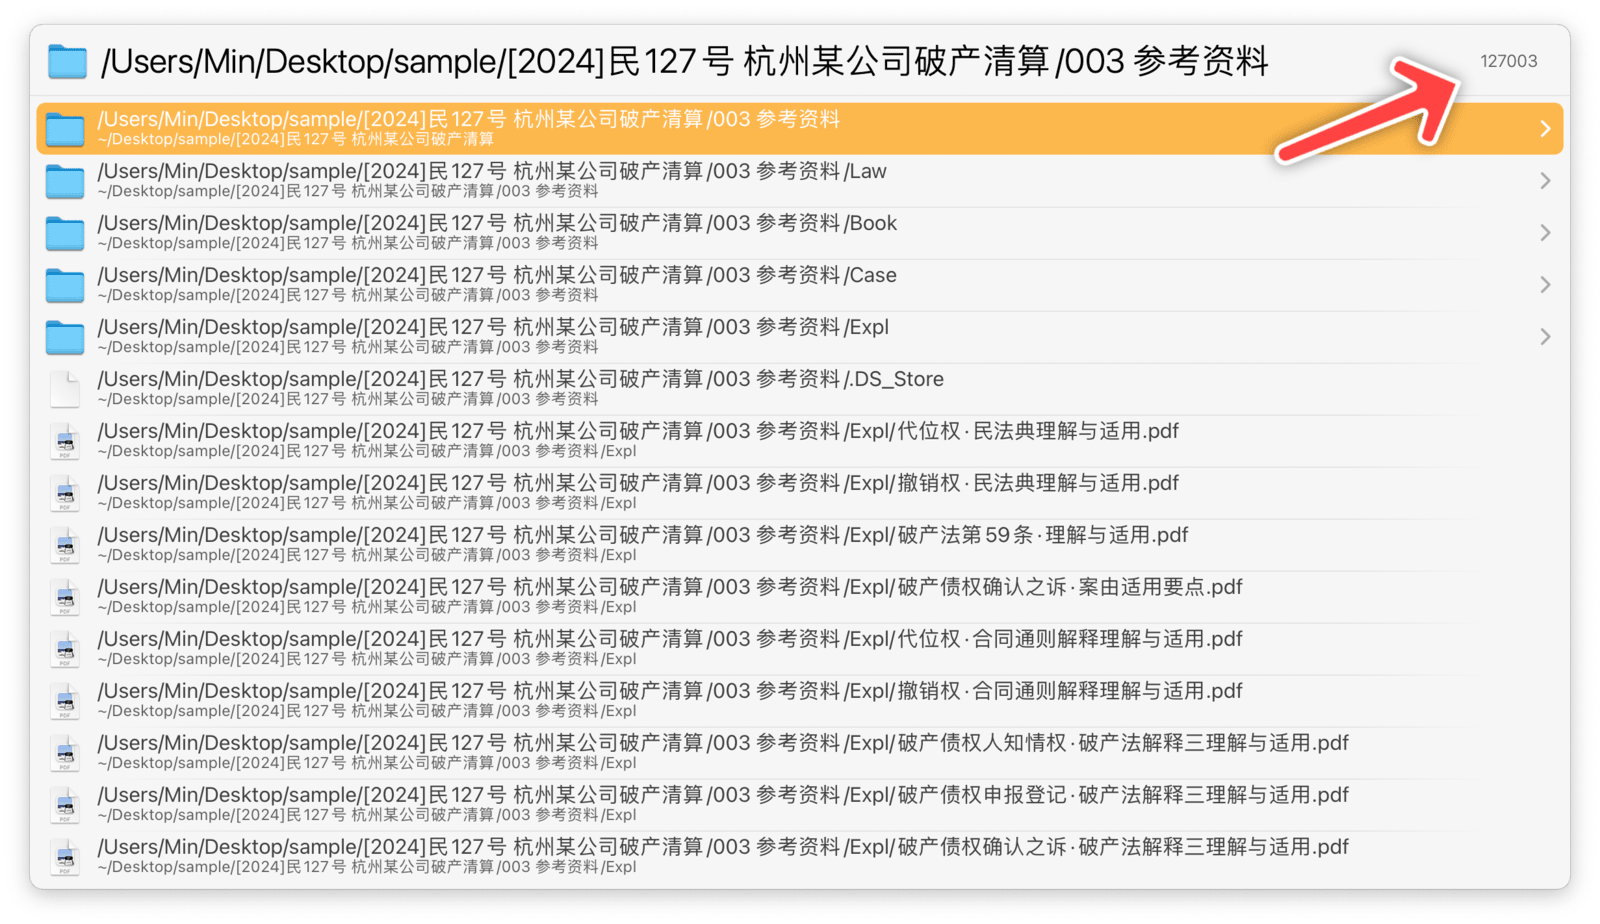 /Users/Min/Desktop/sample/[2024]民127号 杭州某公司破产清算/003 参考资料
127003
/Users/Min/Desktop/sample/[2024]民127号 杭州某公司破产清算/003 参考资料
~/Desktop/sample/[2024]民127号 杭州某公司破产清算
/Users/Min/Desktop/sample/[2024]民127号 杭州某公司破产清算/003 参考资料/Law
~/Desktop/sample/[2024]民127号 杭州某公司破产清算/003 参考资料
/Users/Min/Desktop/sample/[2024]民127号 杭州某公司破产清算/003 参考资料/Book
~/Desktop/sample/[2024]民127号 杭州某公司破产清算/003 参考资料
/Users/Min/Desktop/sample/[2024]民127号 杭州某公司破产清算/003 参考资料/Case
~/Desktop/sample/[2024]民127号 杭州某公司破产清算/003 参考资料
/Users/Min/Desktop/sample/[2024]民127号 杭州某公司破产清算/003 参考资料/Expl
~/Desktop/sample/[2024]民127号 杭州某公司破产清算/003 参考资料
/Users/Min/Desktop/sample/[2024]民127号 杭州某公司破产清算/003 参考资料/.DS_Store
~/Desktop/sample/[2024]民127号 杭州某公司破产清算/003 参考资料
/Users/Min/Desktop/sample/[2024]民127号 杭州某公司破产清算/003 参考资料/Expl/代位权·民法典理解与适用.pdf
~/Desktop/sample/[2024]民127号 杭州某公司破产清算/003 参考资料/Expl
PDF
/Users/Min/Desktop/sample/[2024]民127号 杭州某公司破产清算/003 参考资料/Expl/撤销权·民法典理解与适用.pdf
~/Desktop/sample/[2024]民127号 杭州某公司破产清算/003 参考资料/Expl
PDF
/Users/Min/Desktop/sample/[2024]民127号 杭州某公司破产清算/003 参考资料/Expl/破产法第59条·理解与适用.pdf
~/Desktop/sample/[2024]民127号 杭州某公司破产清算/003 参考资料/Expl
PDF
/Users/Min/Desktop/sample/[2024]民127号 杭州某公司破产清算/003 参考资料/Expl/破产债权确认之诉·案由适用要点.pdf
~/Desktop/sample/[2024]民127号 杭州某公司破产清算/003 参考资料/Expl
PDF
/Users/Min/Desktop/sample/[2024]民127号 杭州某公司破产清算/003 参考资料/Expl/代位权·合同通则解释理解与适用.pdf
~/Desktop/sample/[2024]民127号 杭州某公司破产清算/003 参考资料/Expl
PDF
/Users/Min/Desktop/sample/[2024]民127号 杭州某公司破产清算/003 参考资料/Expl/撤销权·合同通则解释理解与适用.pdf
~/Desktop/sample/[2024]民127号 杭州某公司破产清算/003 参考资料/Expl
PDF
/Users/Min/Desktop/sample/[2024]民127号 杭州某公司破产清算/003 参考资料/Expl/破产债权人知情权·破产法解释三理解与适用.pdf
~/Desktop/sample/[2024]民127号 杭州某公司破产清算/003 参考资料/Expl
PDF
/Users/Min/Desktop/sample/[2024]民127号 杭州某公司破产清算/003 参考资料/Expl/破产债权申报登记·破产法解释三理解与适用.pdf
~/Desktop/sample/[2024]民127号 杭州某公司破产清算/003 参考资料/Expl
PDF
/Users/Min/Desktop/sample/[2024]民127号 杭州某公司破产清算/003 参考资料/Expl/破产债权确认之诉·破产法解释三理解与适用.pdf
~/Desktop/sample/[2024]民127号 杭州某公司破产清算/003 参考资料/Expl
PDF